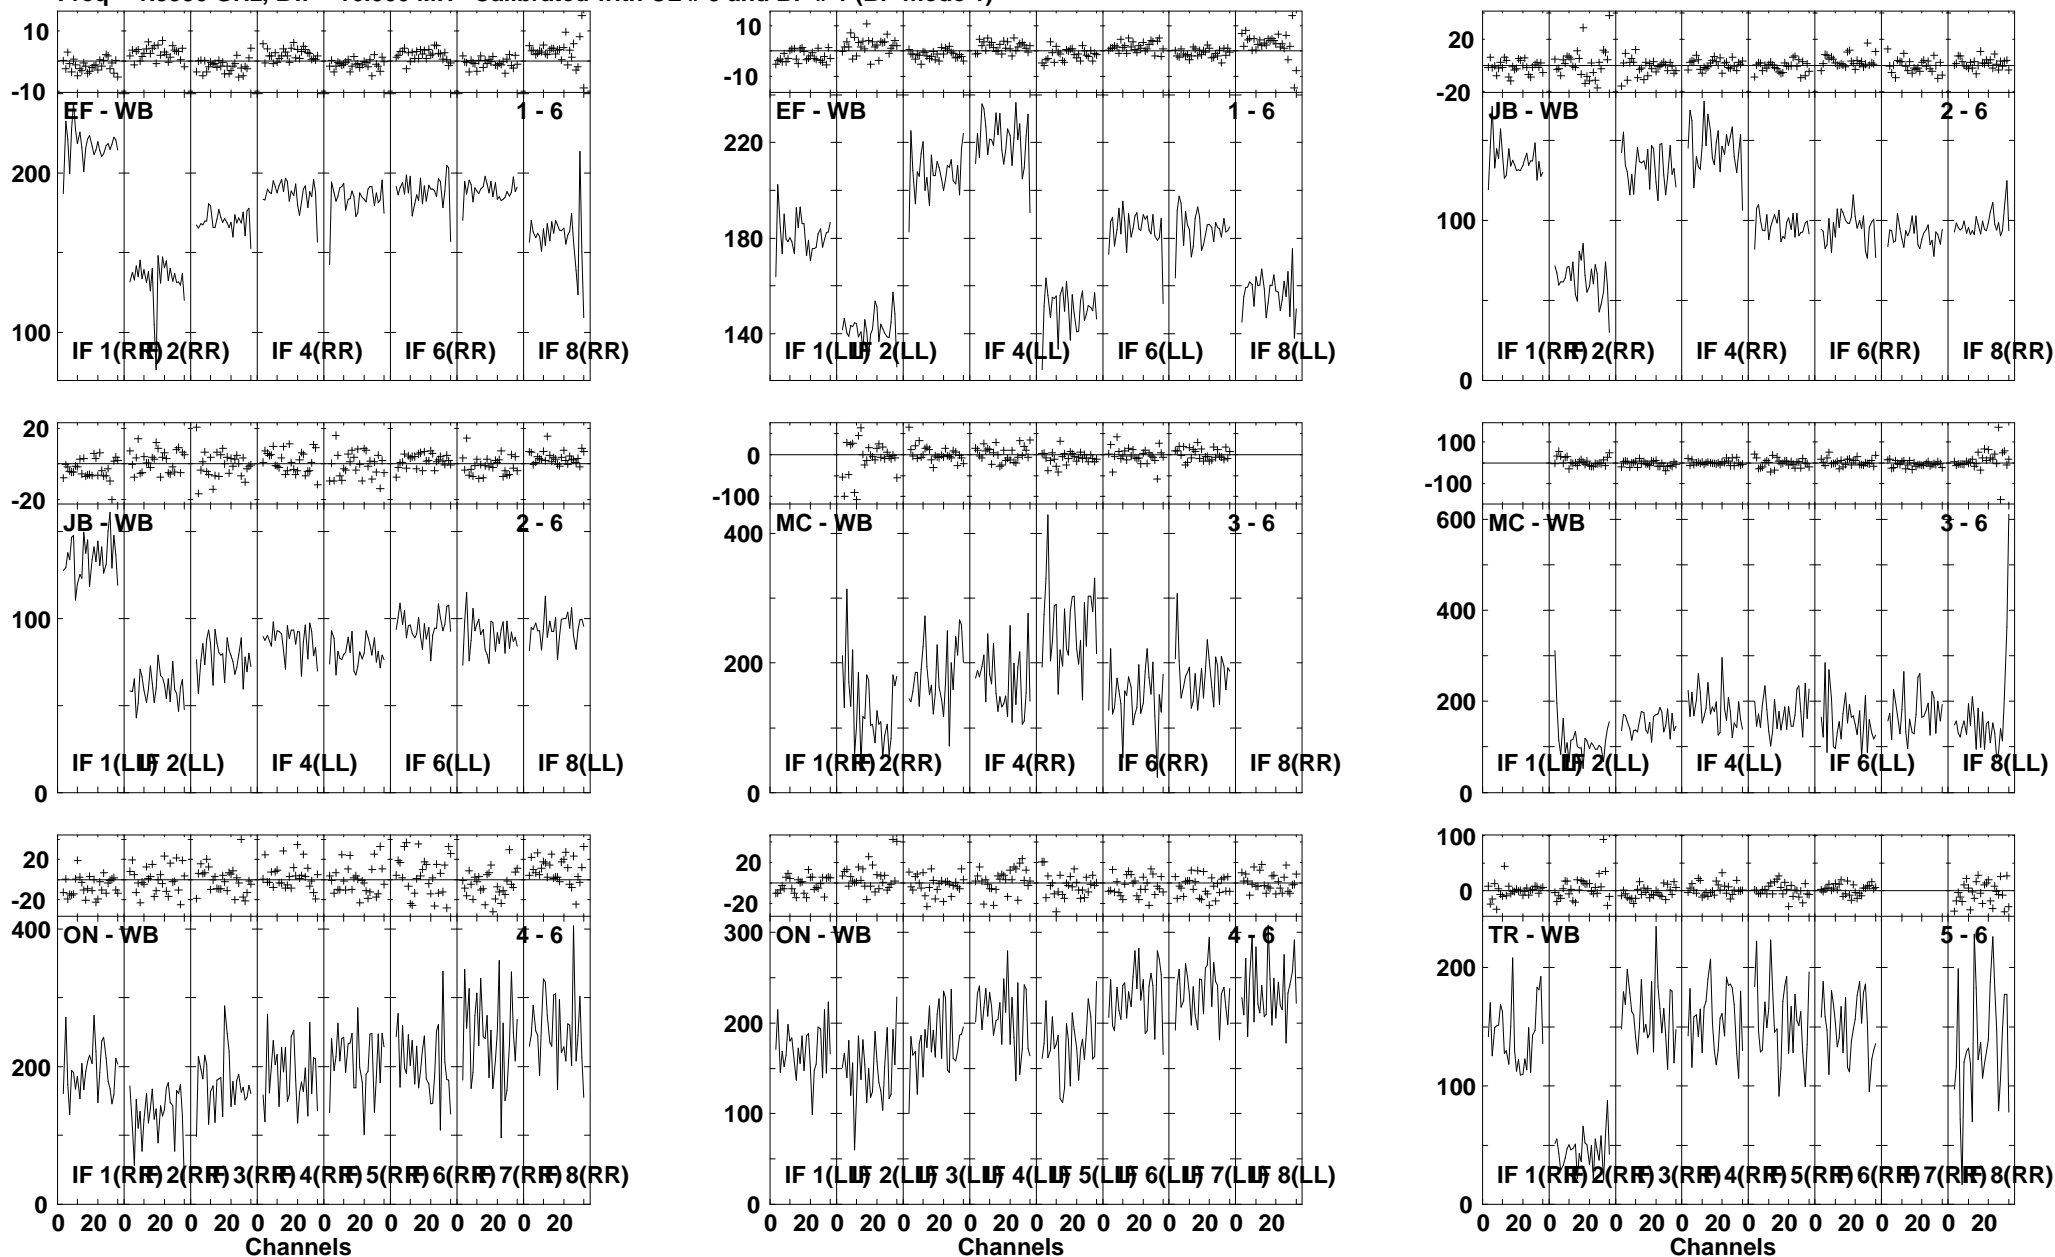 10
-10
EF - WB 1 - 6
200
100
IF 1(RR) IF 2(RR) IF 4(RR) IF 6(RR) IF 8(RR)
10
-10
EF - WB 1 - 6
220
180
140
IF 1(LL) IF 2(LL) IF 4(LL) IF 6(LL) IF 8(LL)
20
-20
JB - WB 2 - 6
100
0
IF 1(RR) IF 2(RR) IF 4(RR) IF 6(RR) IF 8(RR)
20
-20
JB - WB 2 - 6
100
0
IF 1(LL) IF 2(LL) IF 4(LL) IF 6(LL) IF 8(LL)
0
-100
MC - WB 3 - 6
400
200
0
IF 1(RR) IF 2(RR) IF 4(RR) IF 6(RR) IF 8(RR)
100
0
-100
MC - WB 3 - 6
600
400
200
0
IF 1(LL) IF 2(LL) IF 4(LL) IF 6(LL) IF 8(LL)
20
0
-20
ON - WB 4 - 6
400
200
0
IF 1(RR) IF 2(RR) IF 3(RR) IF 4(RR) IF 5(RR) IF 6(RR) IF 7(RR) IF 8(RR)
0 20 0 20 0 20 0 20 0 20 0 20 0 20 0 20
Channels
20
0
-20
ON - WB 4 - 6
300
200
100
0
IF 1(LL) IF 2(LL) IF 3(LL) IF 4(LL) IF 5(LL) IF 6(LL) IF 7(LL) IF 8(LL)
0 20 0 20 0 20 0 20 0 20 0 20 0 20 0 20
Channels
100
0
TR - WB 5 - 6
200
100
0
IF 1(RR) IF 2(RR) IF 3(RR) IF 4(RR) IF 5(RR) IF 6(RR) IF 7(RR) IF 8(RR)
0 20 0 20 0 20 0 20 0 20 0 20 0 20 0 20
Channels